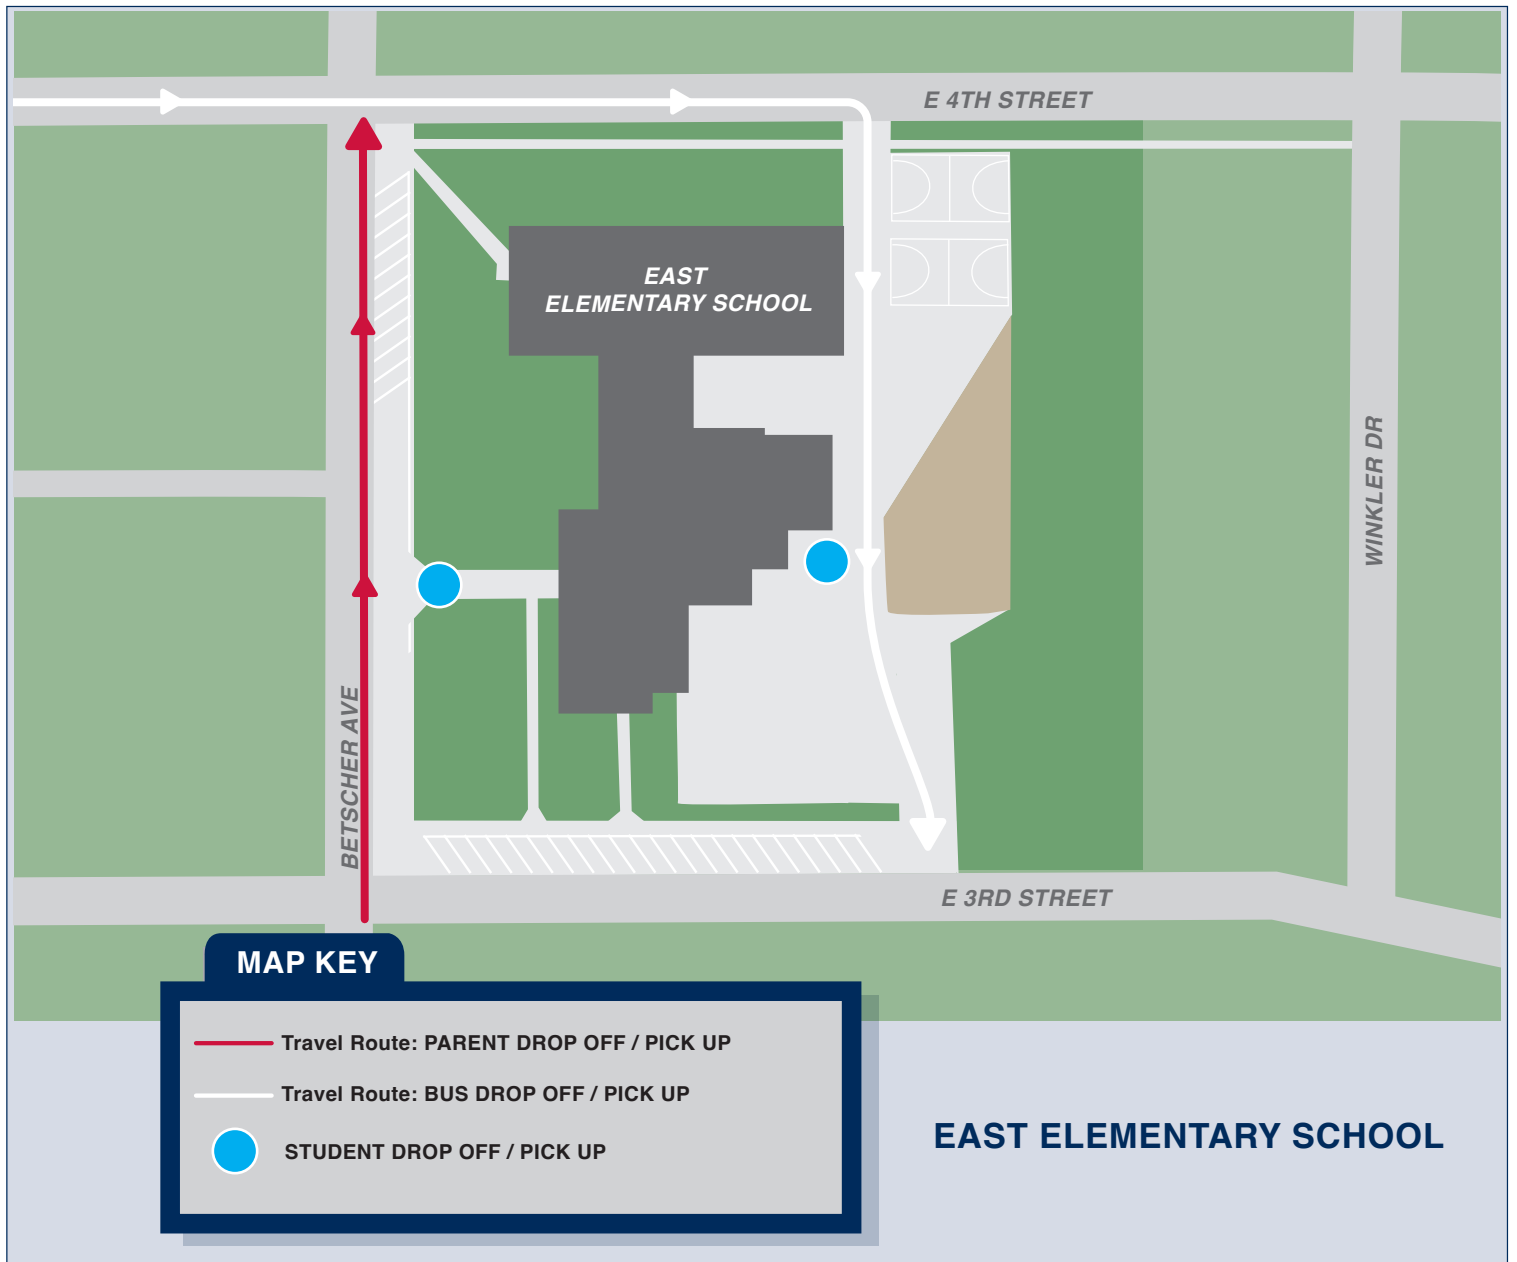 E 4TH STREET
EAST
ELEMENTARY SCHOOL
WINKLER DR
BETSCHER AVE
E 3RD STREET
MAP KEY
Travel Route: PARENT DROP OFF / PICK UP
Travel Route: BUS DROP OFF / PICK UP
STUDENT DROP OFF / PICK UP
EAST ELEMENTARY SCHOOL